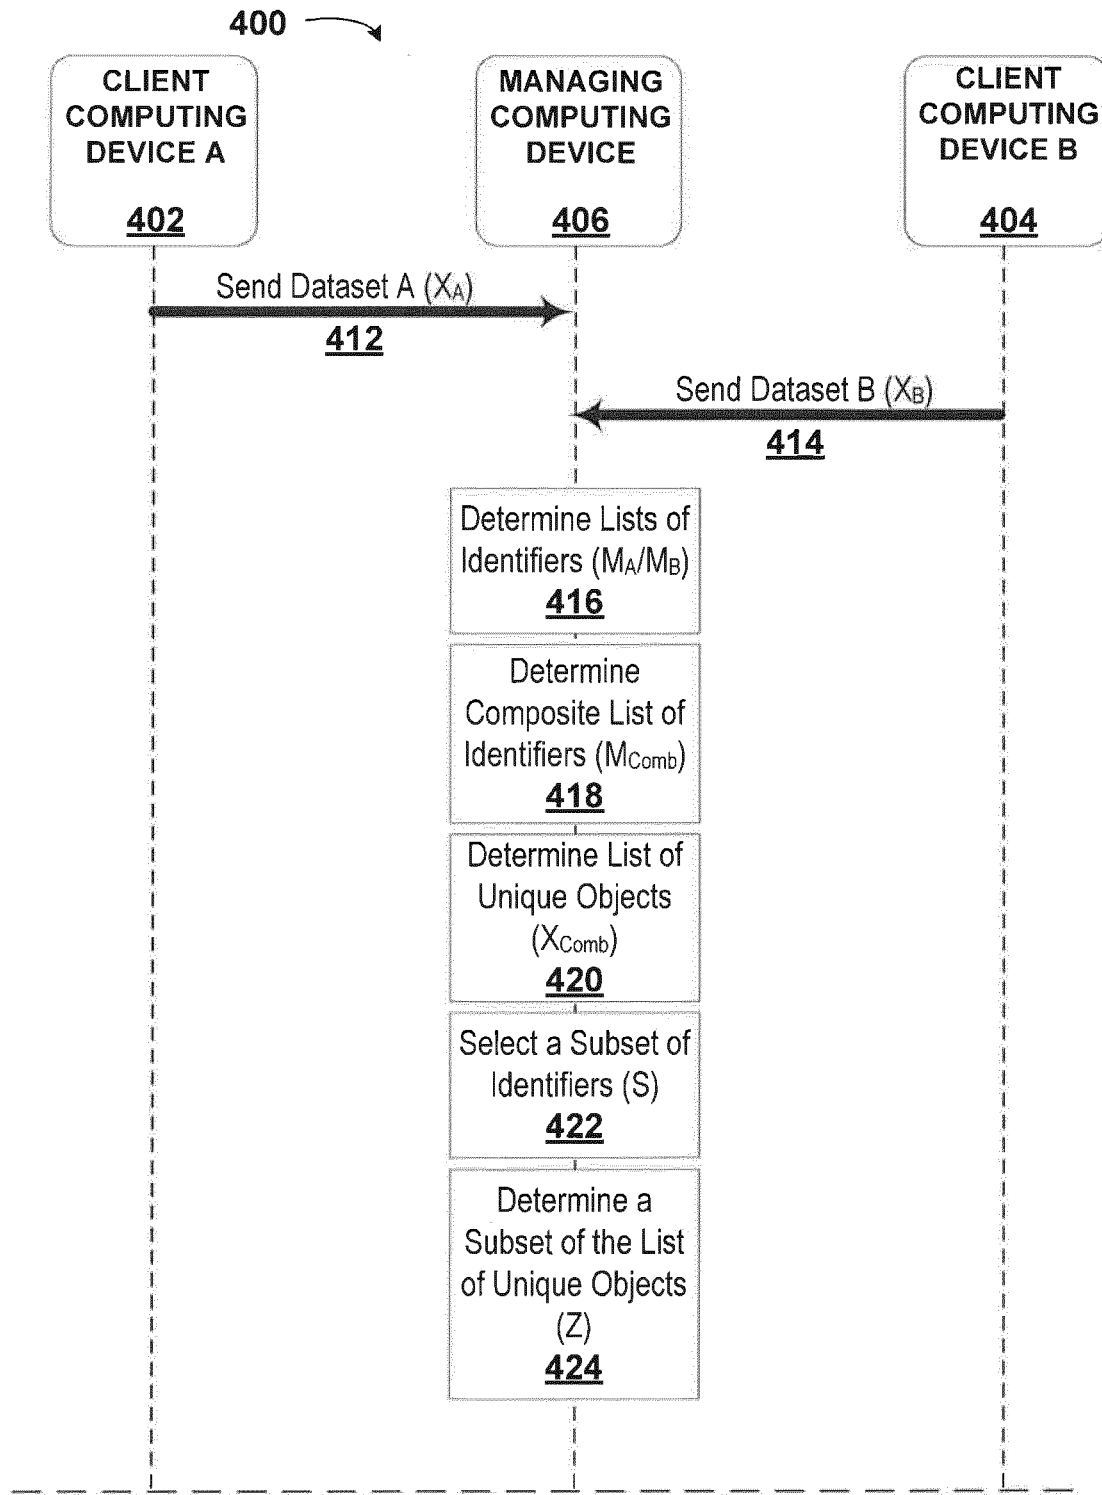 400
CLIENT
COMPUTING
DEVICE A
402
MANAGING
COMPUTING
DEVICE
406
CLIENT
COMPUTING
DEVICE B
404
Send Dataset A (XA)
412
Send Dataset B (XB)
414
Determine Lists of
Identifiers (MA/MB)
416
Determine
Composite List of
Identifiers (MComb)
418
Determine List of
Unique Objects
(XComb)
420
Select a Subset of
Identifiers (S)
422
Determine a
Subset of the List
of Unique Objects
(Z)
424